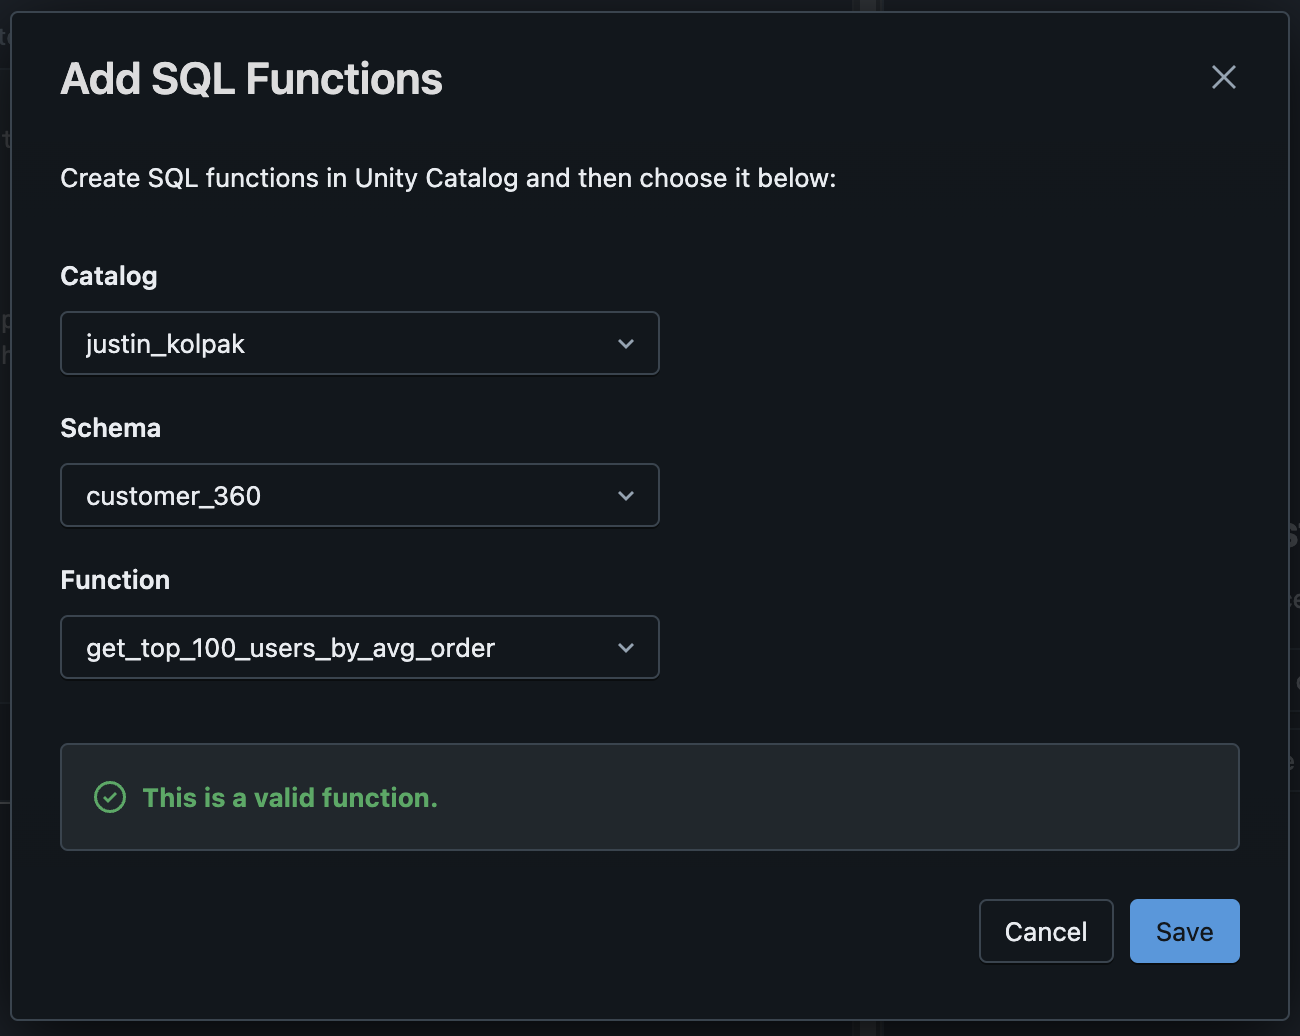 Add SQL Functions
Create SQL functions in Unity Catalog and then choose it below:
Catalog
justin_kolpak
Schema
customer_360
Function
get_top_100_users_by_avg_order
This is a valid function.
Cancel
Save